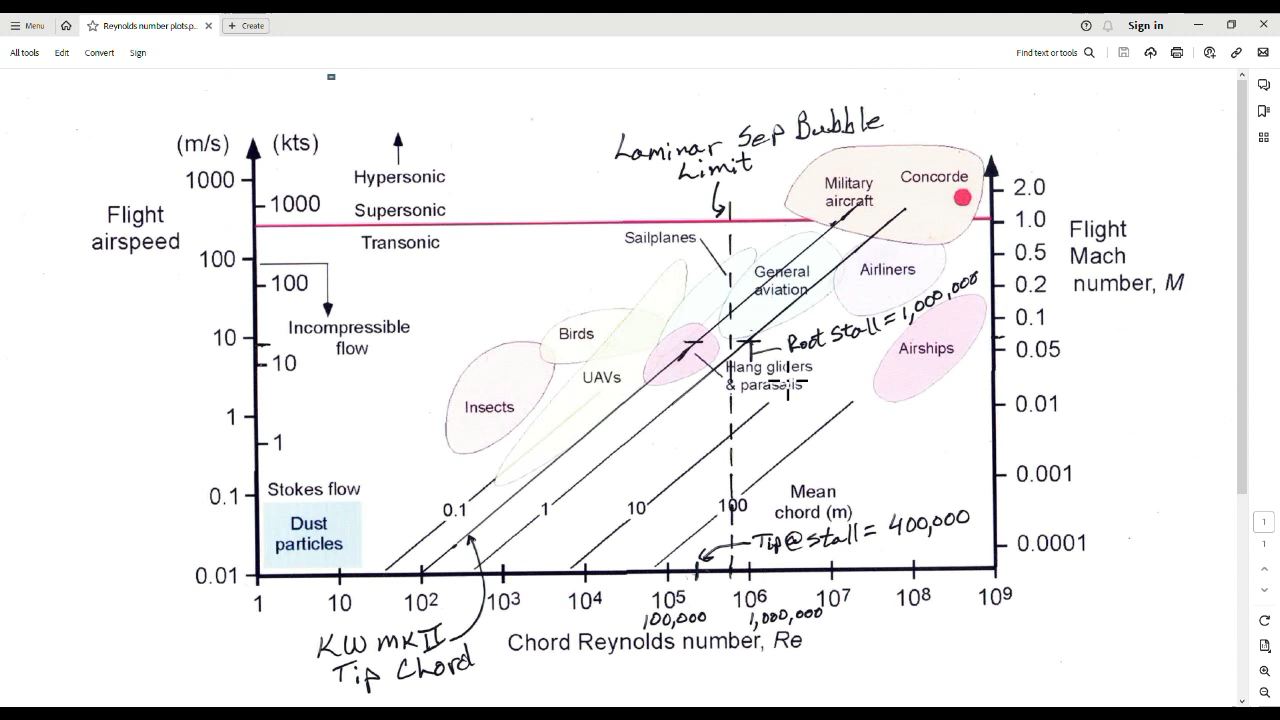 Menu
Reynolds number plots.p...
Create
Sign in
All tools
Edit
Convert
Sign
Find text or tools
Laminar Sep Bubble
Limit
(m/s)
(kts)
Flight
airspeed
1000
100
10
1
0.1
0.01
1000
100
10
1
Hypersonic
Supersonic
Transonic
Incompressible
flow
Stokes flow
Dust
particles
Insects
Birds
UAVs
Sailplanes
General
aviation
Hang gliders
& parasails
Military
aircraft
Concorde
Airliners
Airships
Root Stall = 1,000,000
2.0
1.0
0.5
0.2
0.1
0.05
0.01
0.001
0.0001
Flight
Mach
number, M
0.1
1
10
100
Mean
chord (m)
Tip @ Stall = 400,000
1
10
10²
10³
10⁴
10⁵
10⁶
10⁷
10⁸
10⁹
100,000
1,000,000
Chord Reynolds number, Re
KW MK II
Tip Chord
1
1